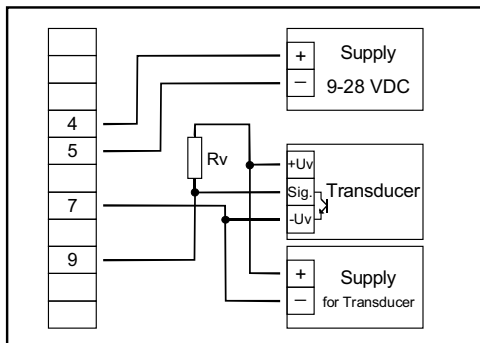 4
5
7
9
Rv
+
–
Supply
9-28 VDC
+Uv
Sig.
-Uv
Transducer
+
–
Supply
for Transducer